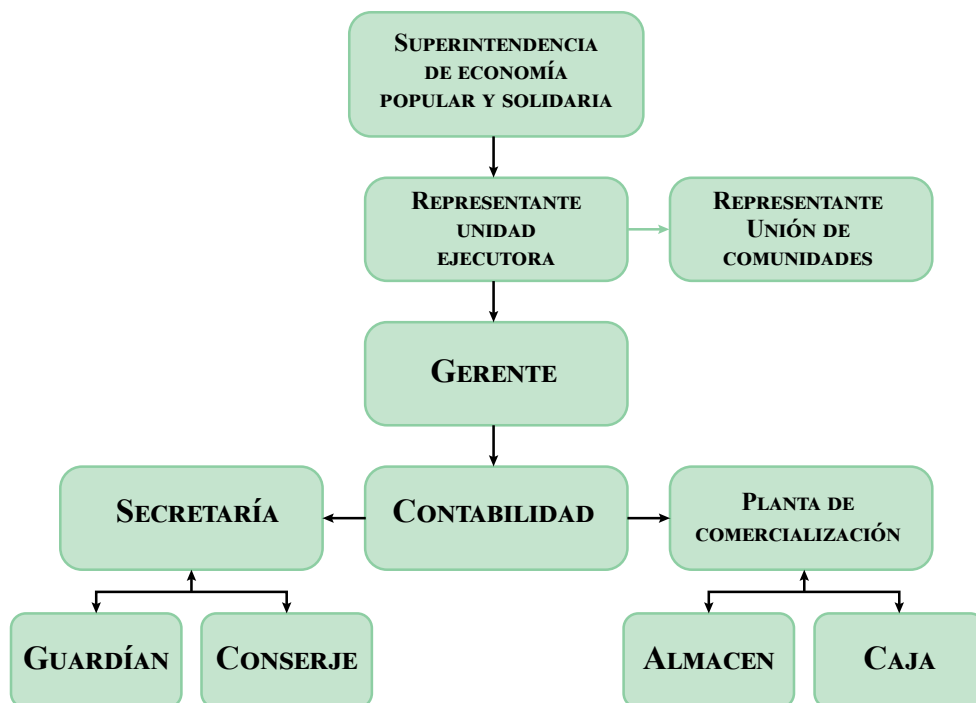 Superintendencia
de economía
popular y solidaria
Representante
unidad
ejecutora
Representante
Unión de
comunidades
Gerente
Secretaría
Contabilidad
Planta de
comercialización
Guardían
Conserje
Almacen
Caja